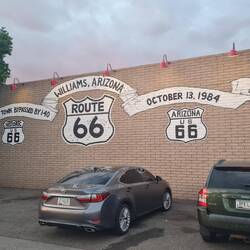 WILLIAMS, ARIZONA
TOWN BYPASSED BY I-40
OCTOBER 13, 1984
ROUTE
66
ARIZONA
US
66
66